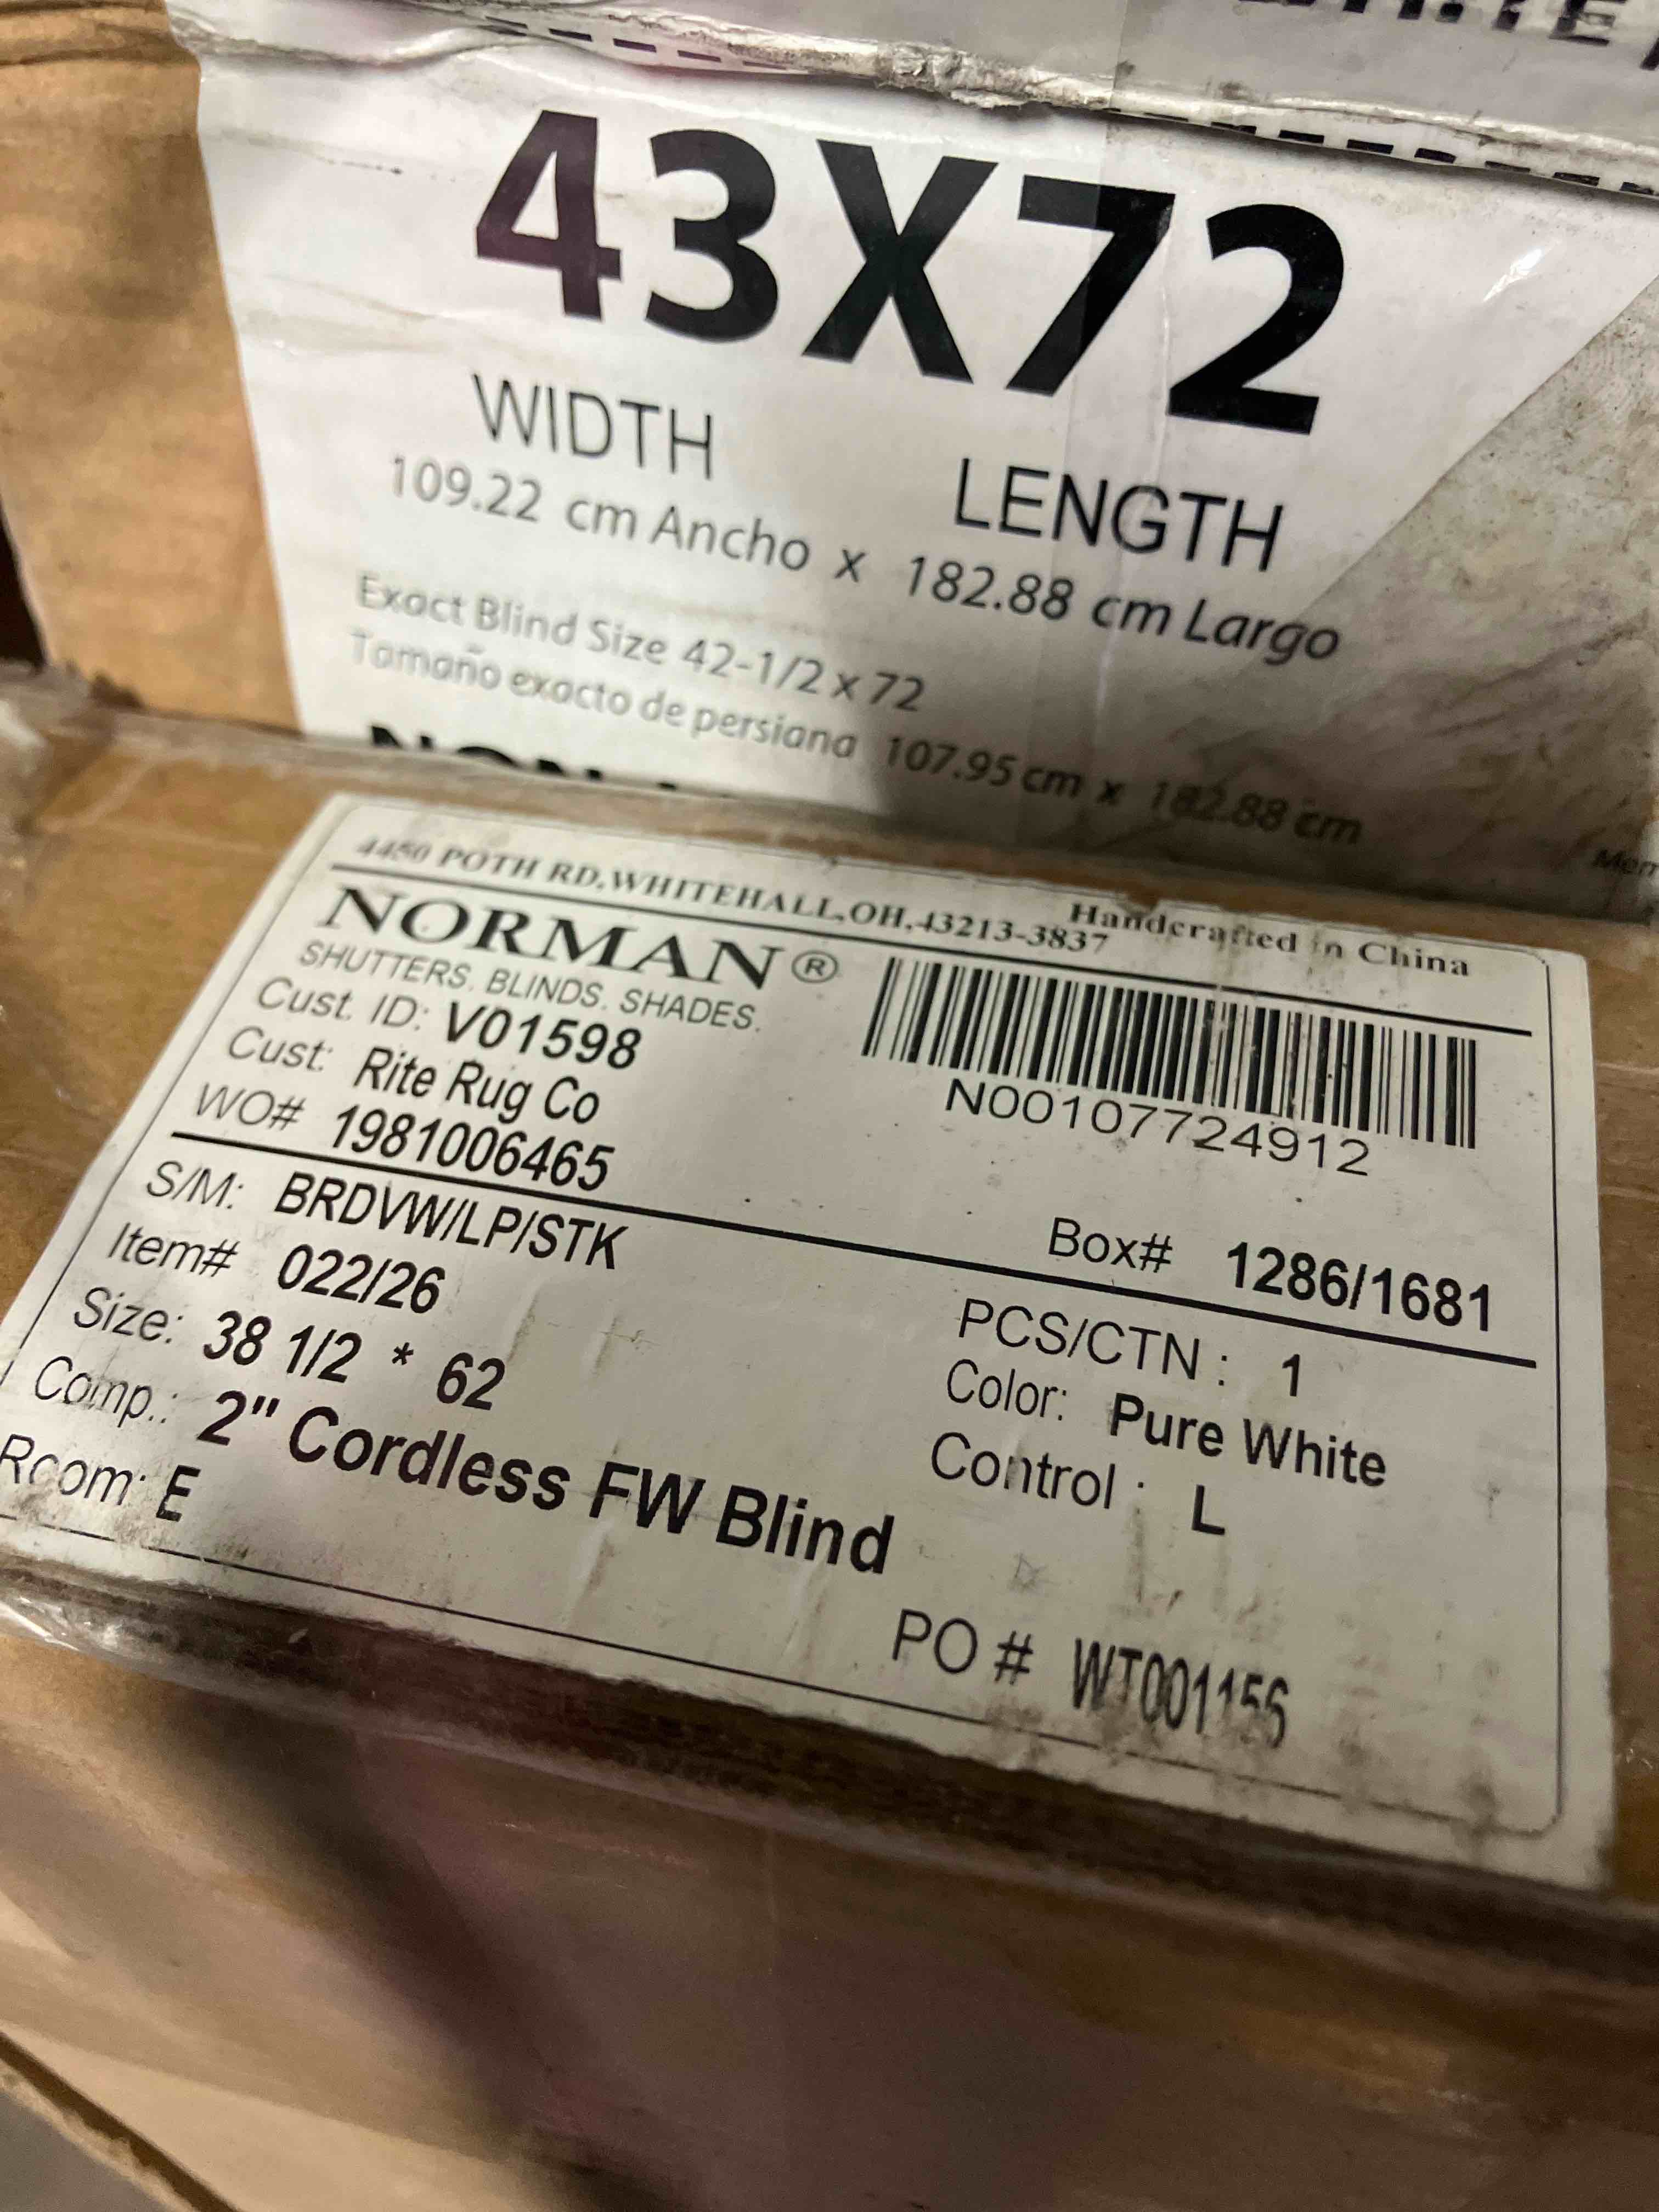 43X72
WIDTH LENGTH
109.22 cm Ancho x 182.88 cm Largo
Exact Blind Size 42-1/2 x 72
Tamaño exacto de persiana 107.95 cm x 182.88 cm
4450 POTH RD.WHITEHALL,OH,43213-3837
Handcrafted in China
NORMAN®
SHUTTERS. BLINDS. SHADES.
Cust. ID: V01598
Cust: Rite Rug Co
WO# 1981006465
N00107724912
Box# 1286/1681
S/M: BRDVW/LP/STK
Item# 022/26
PCS/CTN : 1
Size: 38 1/2 * 62
Color: Pure White
Comp.: 2" Cordless FW Blind
Control : L
Room: E
PO # WT001156